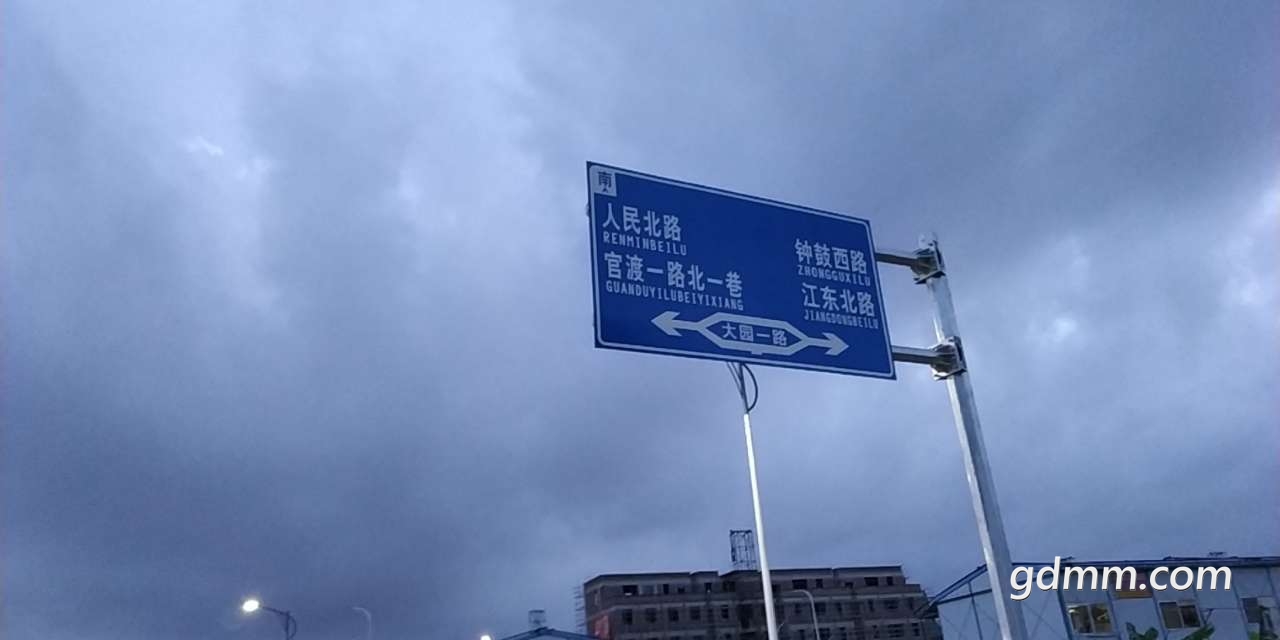 南
人民北路
RENMINBEILU
官渡一路北一巷
GUANDUYILUBEIYIXIANG
钟鼓西路
ZHONGGUXILU
江东北路
JIANGDONGBEILU
大园一路
gdmm.com